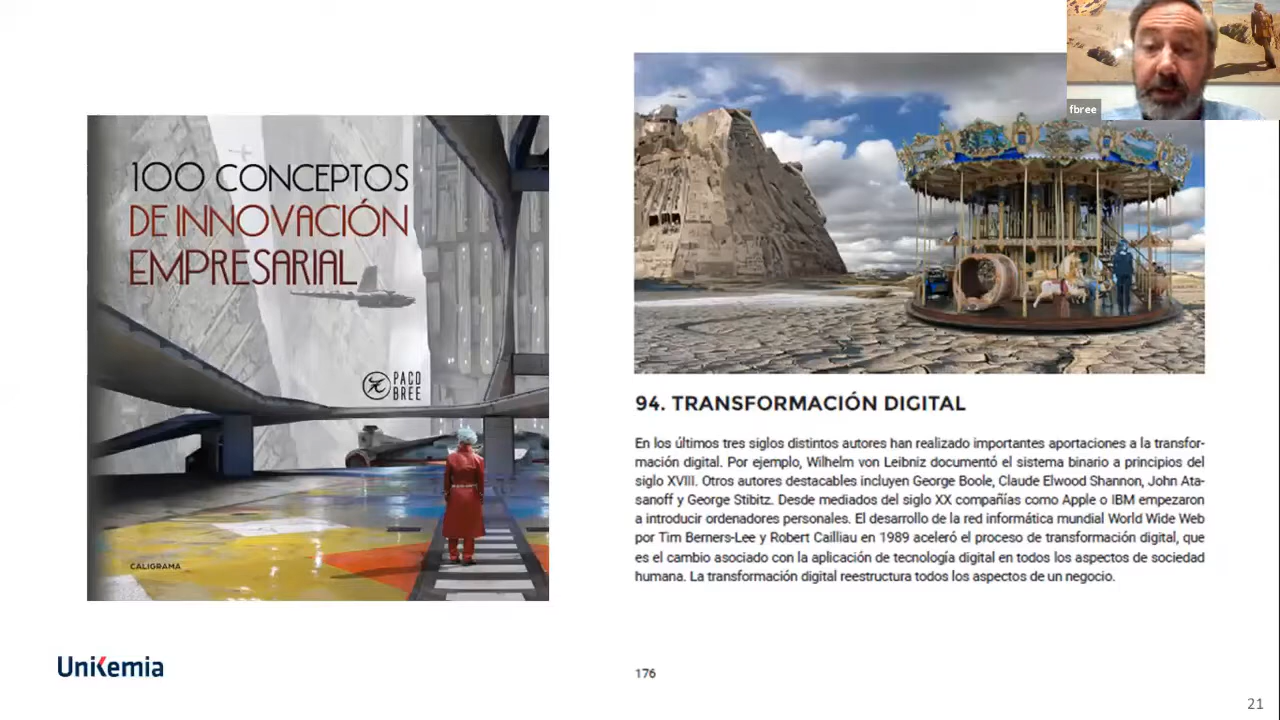 100 CONCEPTOS
DE INNOVACIÓN
EMPRESARIAL
PACO
BREE
CALIGRAMA
UniKemia
fbree
94. TRANSFORMACIÓN DIGITAL
En los últimos tres siglos distintos autores han realizado importantes aportaciones a la transfor-
mación digital. Por ejemplo, Wilhelm von Leibniz documentó el sistema binario a principios del
siglo XVIII. Otros autores destacables incluyen George Boole, Claude Elwood Shannon, John Ata-
sanoff y George Stibitz. Desde mediados del siglo XX compañías como Apple o IBM empezaron
a introducir ordenadores personales. El desarrollo de la red informática mundial World Wide Web
por Tim Berners-Lee y Robert Cailliau en 1989 aceleró el proceso de transformación digital, que
es el cambio asociado con la aplicación de tecnología digital en todos los aspectos de sociedad
humana. La transformación digital reestructura todos los aspectos de un negocio.
176
21